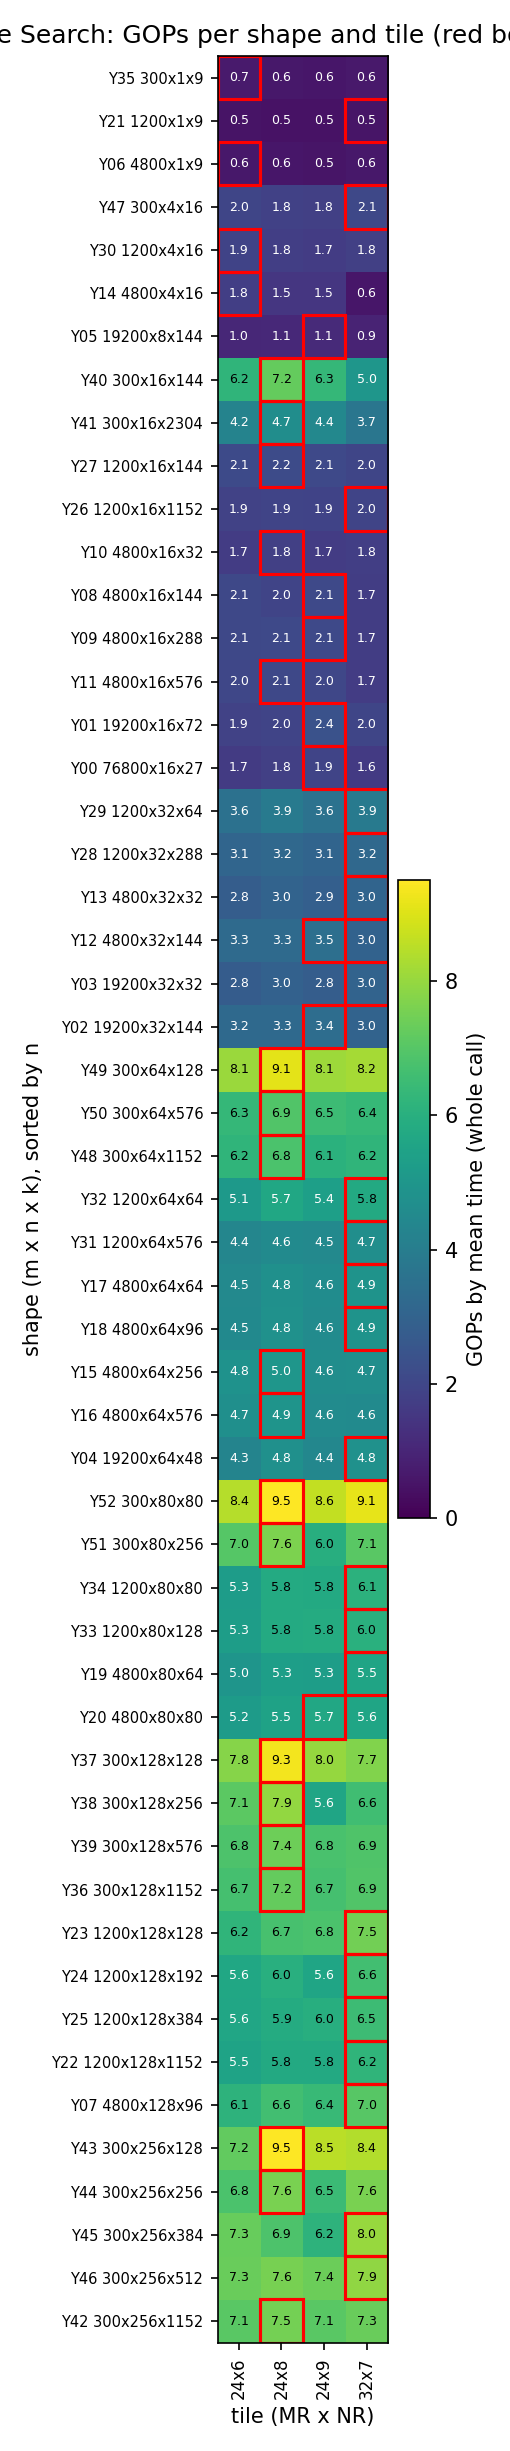 e Search: GOPs per shape and tile (red b
Y35 300x1x9 0.7 0.6 0.6 0.6
Y21 1200x1x9 0.5 0.5 0.5 0.5
Y06 4800x1x9 0.6 0.6 0.5 0.6
Y47 300x4x16 2.0 1.8 1.8 2.1
Y30 1200x4x16 1.9 1.8 1.7 1.8
Y14 4800x4x16 1.8 1.5 1.5 0.6
Y05 19200x8x144 1.0 1.1 1.1 0.9
Y40 300x16x144 6.2 7.2 6.3 5.0
Y41 300x16x2304 4.2 4.7 4.4 3.7
Y27 1200x16x144 2.1 2.2 2.1 2.0
Y26 1200x16x1152 1.9 1.9 1.9 2.0
Y10 4800x16x32 1.7 1.8 1.7 1.8
Y08 4800x16x144 2.1 2.0 2.1 1.7
Y09 4800x16x288 2.1 2.1 2.1 1.7
Y11 4800x16x576 2.0 2.1 2.0 1.7
Y01 19200x16x72 1.9 2.0 2.4 2.0
Y00 76800x16x27 1.7 1.8 1.9 1.6
Y29 1200x32x64 3.6 3.9 3.6 3.9
Y28 1200x32x288 3.1 3.2 3.1 3.2
Y13 4800x32x32 2.8 3.0 2.9 3.0
Y12 4800x32x144 3.3 3.3 3.5 3.0
Y03 19200x32x32 2.8 3.0 2.8 3.0
Y02 19200x32x144 3.2 3.3 3.4 3.0
Y49 300x64x128 8.1 9.1 8.1 8.2
Y50 300x64x576 6.3 6.9 6.5 6.4
Y48 300x64x1152 6.2 6.8 6.1 6.2
Y32 1200x64x64 5.1 5.7 5.4 5.8
Y31 1200x64x576 4.4 4.6 4.5 4.7
Y17 4800x64x64 4.5 4.8 4.6 4.9
Y18 4800x64x96 4.5 4.8 4.6 4.9
Y15 4800x64x256 4.8 5.0 4.6 4.7
Y16 4800x64x576 4.7 4.9 4.6 4.6
Y04 19200x64x48 4.3 4.8 4.4 4.8
Y52 300x80x80 8.4 9.5 8.6 9.1
Y51 300x80x256 7.0 7.6 6.0 7.1
Y34 1200x80x80 5.3 5.8 5.8 6.1
Y33 1200x80x128 5.3 5.8 5.8 6.0
Y19 4800x80x64 5.0 5.3 5.3 5.5
Y20 4800x80x80 5.2 5.5 5.7 5.6
Y37 300x128x128 7.8 9.3 8.0 7.7
Y38 300x128x256 7.1 7.9 5.6 6.6
Y39 300x128x576 6.8 7.4 6.8 6.9
Y36 300x128x1152 6.7 7.2 6.7 6.9
Y23 1200x128x128 6.2 6.7 6.8 7.5
Y24 1200x128x192 5.6 6.0 5.6 6.6
Y25 1200x128x384 5.6 5.9 6.0 6.5
Y22 1200x128x1152 5.5 5.8 5.8 6.2
Y07 4800x128x96 6.1 6.6 6.4 7.0
Y43 300x256x128 7.2 9.5 8.5 8.4
Y44 300x256x256 6.8 7.6 6.5 7.6
Y45 300x256x384 7.3 6.9 6.2 8.0
Y46 300x256x512 7.3 7.6 7.4 7.9
Y42 300x256x1152 7.1 7.5 7.1 7.3
24x6 24x8 24x9 32x7
tile (MR x NR)
shape (m x n x k), sorted by n
8
6
4
2
0
GOPs by mean time (whole call)